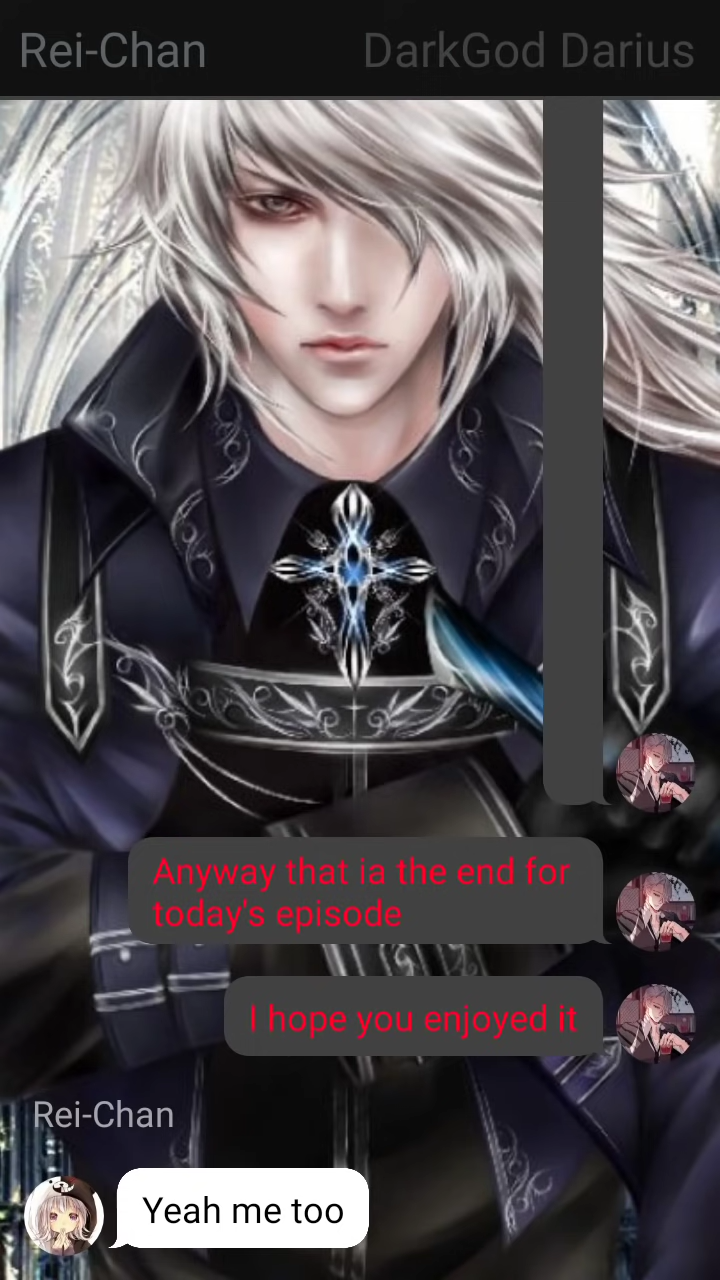 Rei-Chan DarkGod Darius
Anyway that ia the end for
today's episode
I hope you enjoyed it
Rei-Chan
Yeah me too